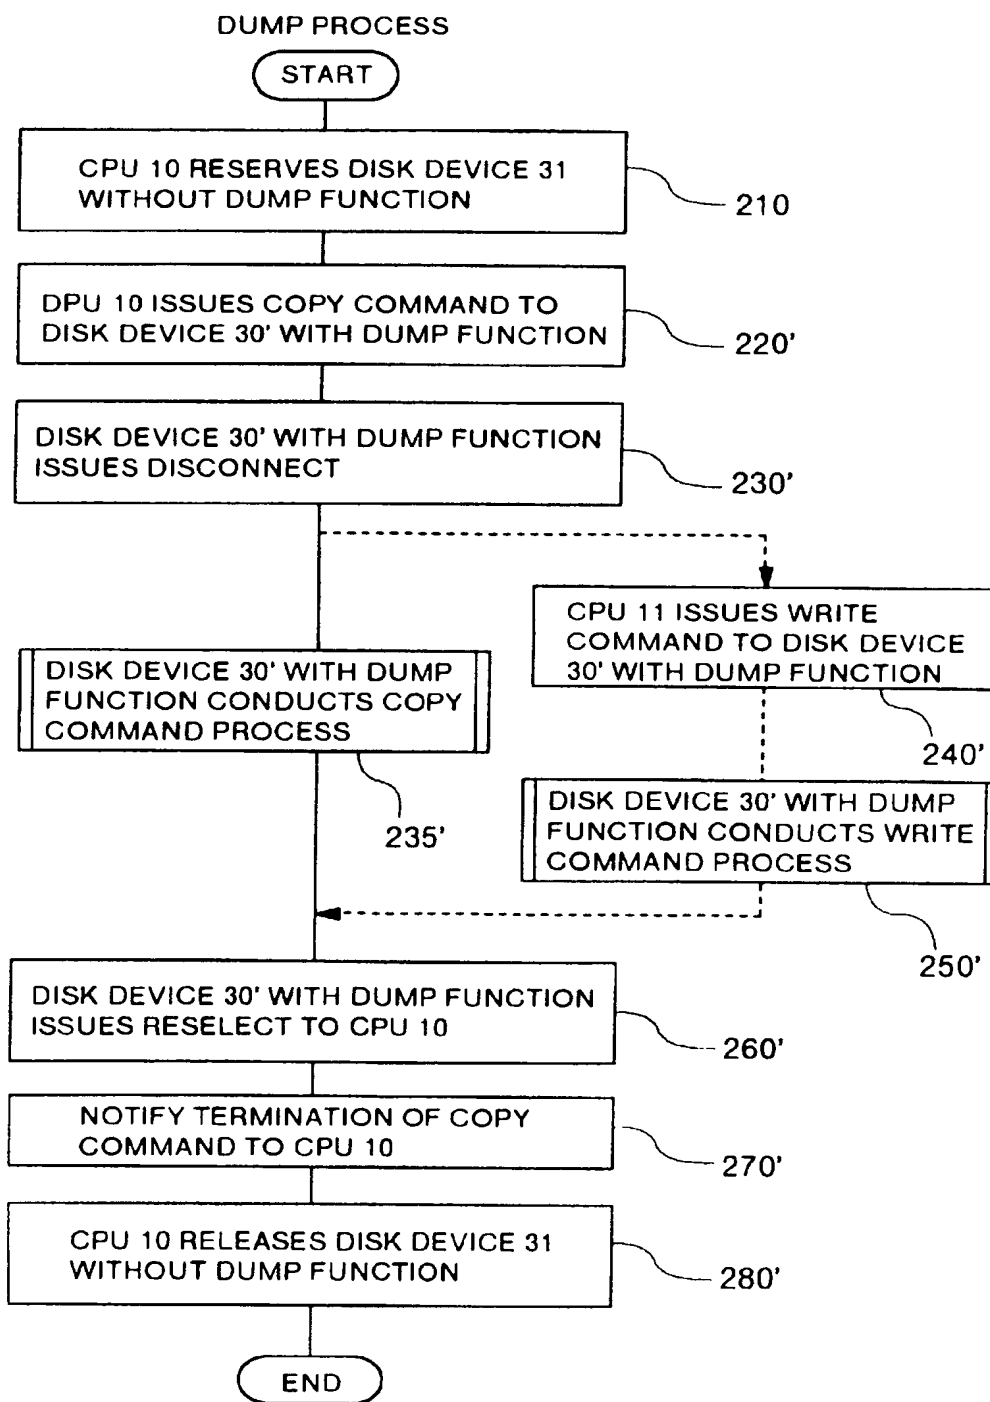 DUMP PROCESS
START
CPU 10 RESERVES DISK DEVICE 31
WITHOUT DUMP FUNCTION
210
DPU 10 ISSUES COPY COMMAND TO
DISK DEVICE 30' WITH DUMP FUNCTION
220'
DISK DEVICE 30' WITH DUMP FUNCTION
ISSUES DISCONNECT
230'
CPU 11 ISSUES WRITE
COMMAND TO DISK DEVICE
30' WITH DUMP FUNCTION
240'
DISK DEVICE 30' WITH DUMP
FUNCTION CONDUCTS COPY
COMMAND PROCESS
235'
DISK DEVICE 30' WITH DUMP
FUNCTION CONDUCTS WRITE
COMMAND PROCESS
250'
DISK DEVICE 30' WITH DUMP FUNCTION
ISSUES RESELECT TO CPU 10
260'
NOTIFY TERMINATION OF COPY
COMMAND TO CPU 10
270'
CPU 10 RELEASES DISK DEVICE 31
WITHOUT DUMP FUNCTION
280'
END